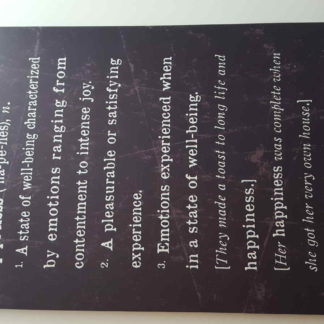 (ha-pe-nes), n.
1. A state of well-being characterized
by emotions ranging from
contentment to intense joy.
2. A pleasurable or satisfying
experience.
3. Emotions experienced when
in a state of well-being.
[They made a toast to long life and
happiness.]
[Her happiness was complete when
she got her very own house.]